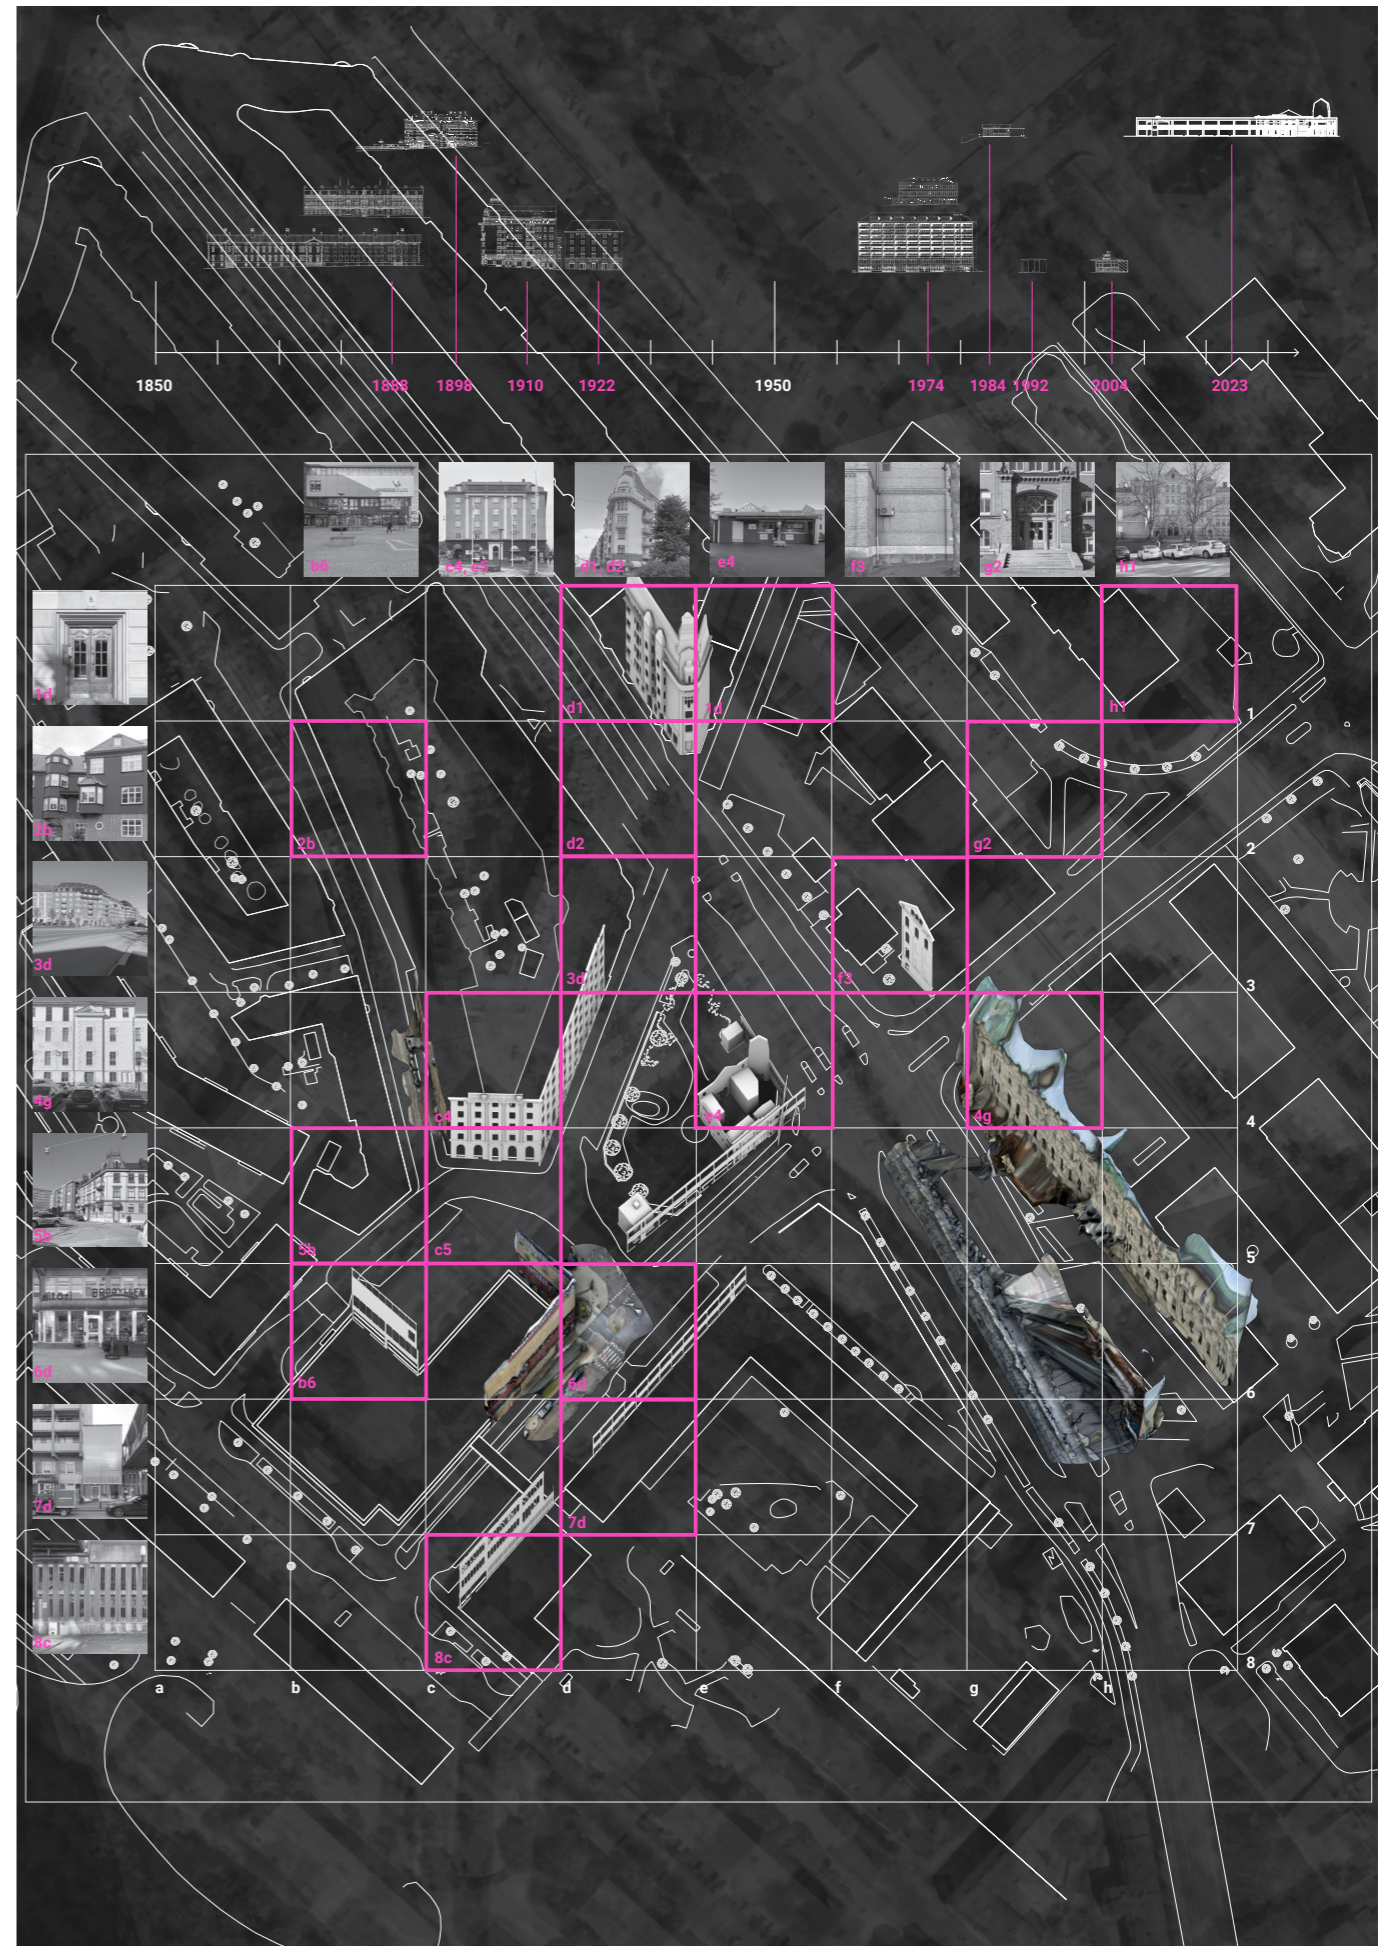 1850 1888 1898 1910 1922 1950 1974 1984 1992 2004 2023
b6 c4, c5 d1, d2 e4 f3 g2 h1
1d
d1 1d h1 1
2b
2b d2 g2 2
3d
3d f3 3
4g
c4 e4 4g 4
5b
5b c5 5
6d
b6 6d 6
7d
7d 7
8c
8c 8
a b c d e f g h